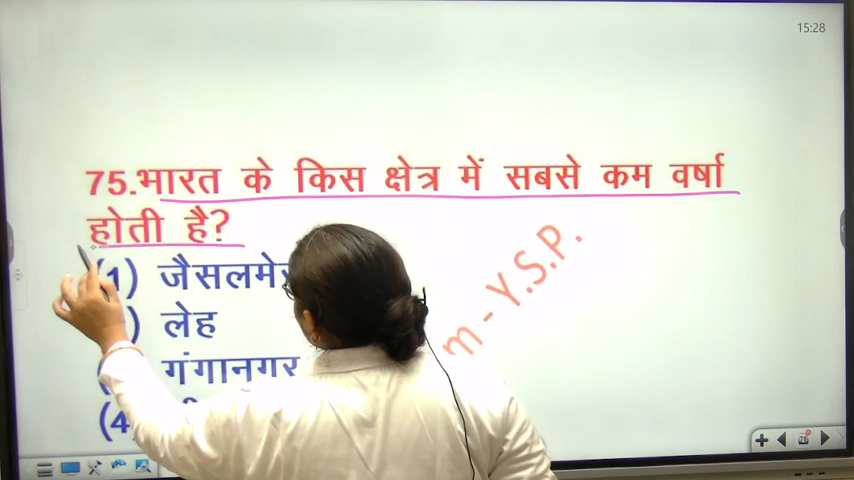 15:28
75.भारत के किस क्षेत्र में सबसे कम वर्षा
होती है?
(1) जैसलमेर
) लेह
गंगानगर
(4
m - Y.S.P.